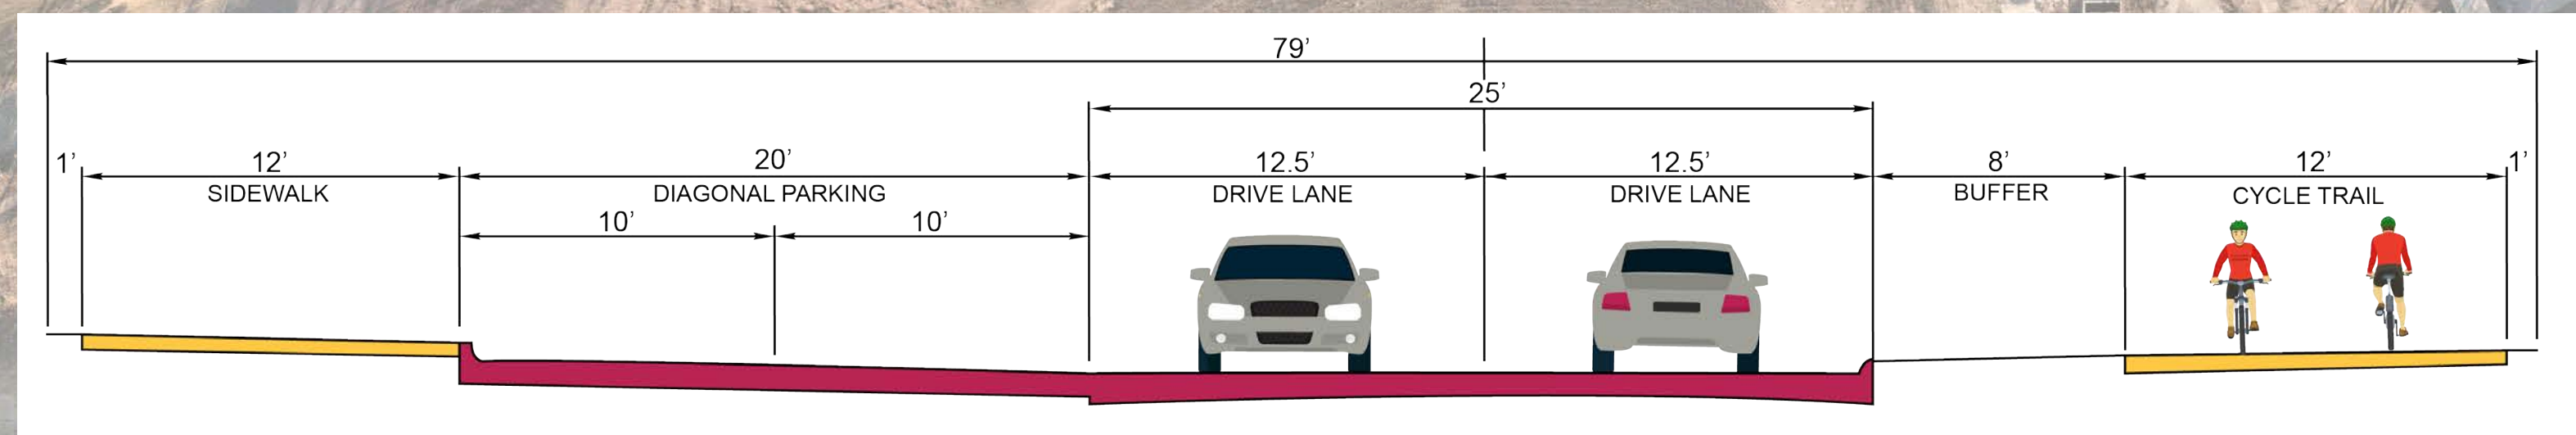 79’
25’
1’ 12’ 20’ 12.5’ 12.5’ 8’ 12’ 1’
SIDEWALK DIAGONAL PARKING DRIVE LANE DRIVE LANE BUFFER CYCLE TRAIL
10’ 10’